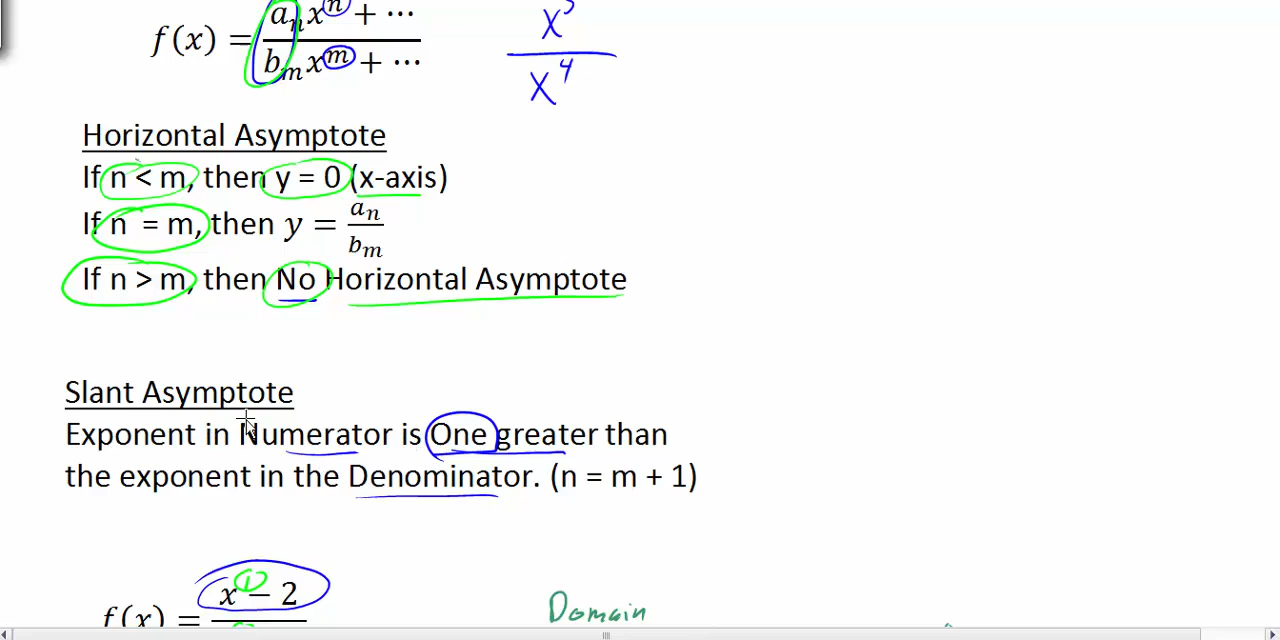 f(x) = (aₙxⁿ + ⋯)/(bₘxᵐ + ⋯)
x³/x⁴
Horizontal Asymptote
If n < m, then y = 0 (x-axis)
If n = m, then y = aₙ/bₘ
If n > m, then No Horizontal Asymptote
Slant Asymptote
Exponent in Numerator is One greater than
the exponent in the Denominator. (n = m + 1)
x¹ − 2
f(x) =
Domain